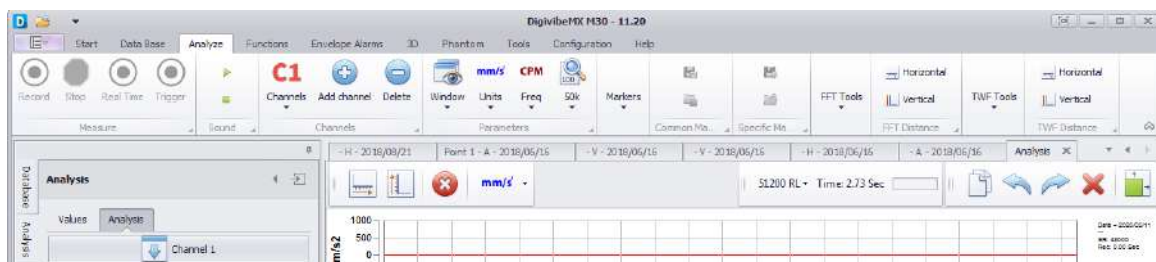 DigivibeMX M30 - 11.20
Start Data Base Analyze Functions Envelope Alarms 3D Phantom Tools Configuration Help
C1 mm/s CPM
Record Stop Real Time Trigger Channels Add channel Delete Window Units Freq 50k Markers FFT Tools Horizontal TWF Tools Horizontal
Vertical Vertical
Measure Sound Channels Parameters Common Ma... Specific Ma FFT Distance TWF Distance
- H - 2018/08/21 Point 1 - A - 2018/06/16 - V - 2018/06/16 - V - 2018/06/16 - H - 2018/06/16 - A - 2018/06/16 Analysis
Database
Analysis
Analysis
mm/s 51200 RL Time: 2.73 Sec
Values Analysis
Channel 1
1000
500
0
m/s2